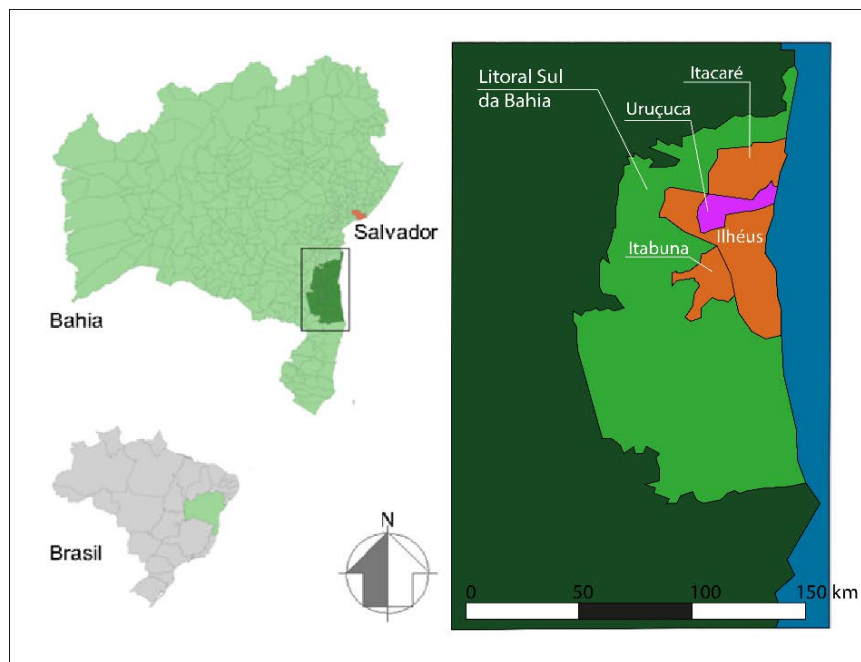 Salvador
Bahia
Brasil
N
Litoral Sul
da Bahia
Itacaré
Uruçuca
Ilhéus
Itabuna
0 50 100 150 km